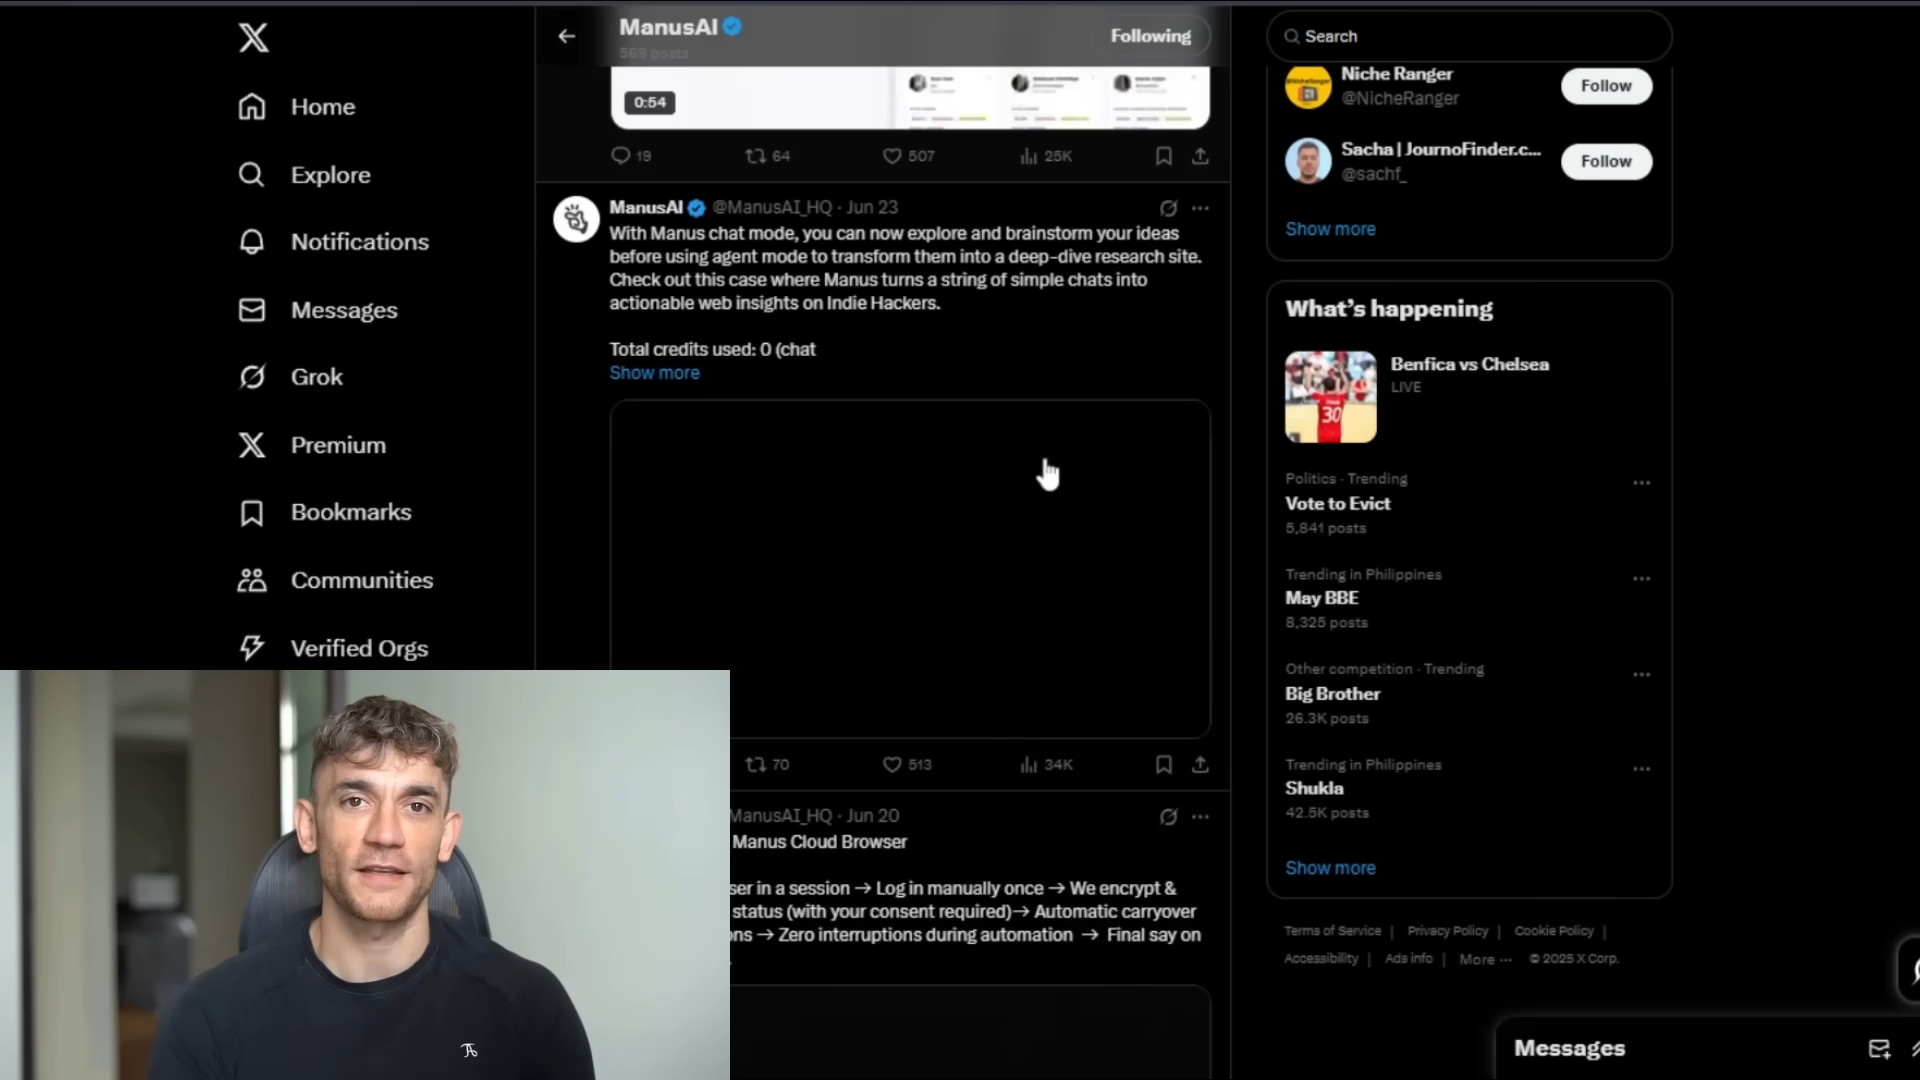 Home
Explore
Notifications
Messages
Grok
Premium
Bookmarks
Communities
Verified Orgs
ManusAI
569 posts
Following
0:54
19
64
507
25K
ManusAI @ManusAI_HQ · Jun 23
With Manus chat mode, you can now explore and brainstorm your ideas
before using agent mode to transform them into a deep-dive research site.
Check out this case where Manus turns a string of simple chats into
actionable web insights on Indie Hackers.
Total credits used: 0 (chat
Show more
70
513
34K
ManusAI_HQ · Jun 20
Manus Cloud Browser
ser in a session → Log in manually once → We encrypt &
status (with your consent required)→ Automatic carryover
ons → Zero interruptions during automation → Final say on
Search
Niche Ranger
@NicheRanger
Follow
Sacha | JournoFinder.c...
@sachf_
Follow
Show more
What's happening
Benfica vs Chelsea
LIVE
30
Politics · Trending
Vote to Evict
5,841 posts
Trending in Philippines
May BBE
8,325 posts
Other competition · Trending
Big Brother
26.3K posts
Trending in Philippines
Shukla
42.5K posts
Show more
Terms of Service | Privacy Policy | Cookie Policy |
Accessibility | Ads info | More ··· © 2025 X Corp.
Messages